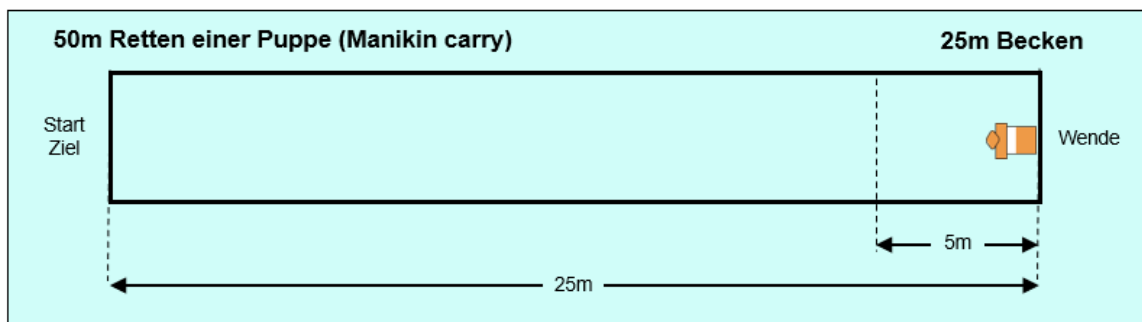 50m Retten einer Puppe (Manikin carry)
25m Becken
Start
Ziel
Wende
5m
25m